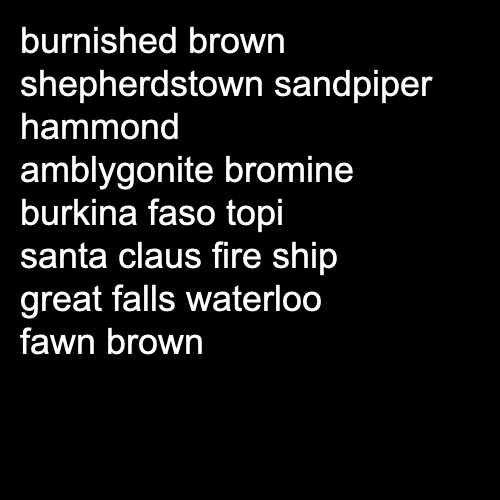 burnished brown
shepherdstown sandpiper
hammond
amblygonite bromine
burkina faso topi
santa claus fire ship
great falls waterloo
fawn brown